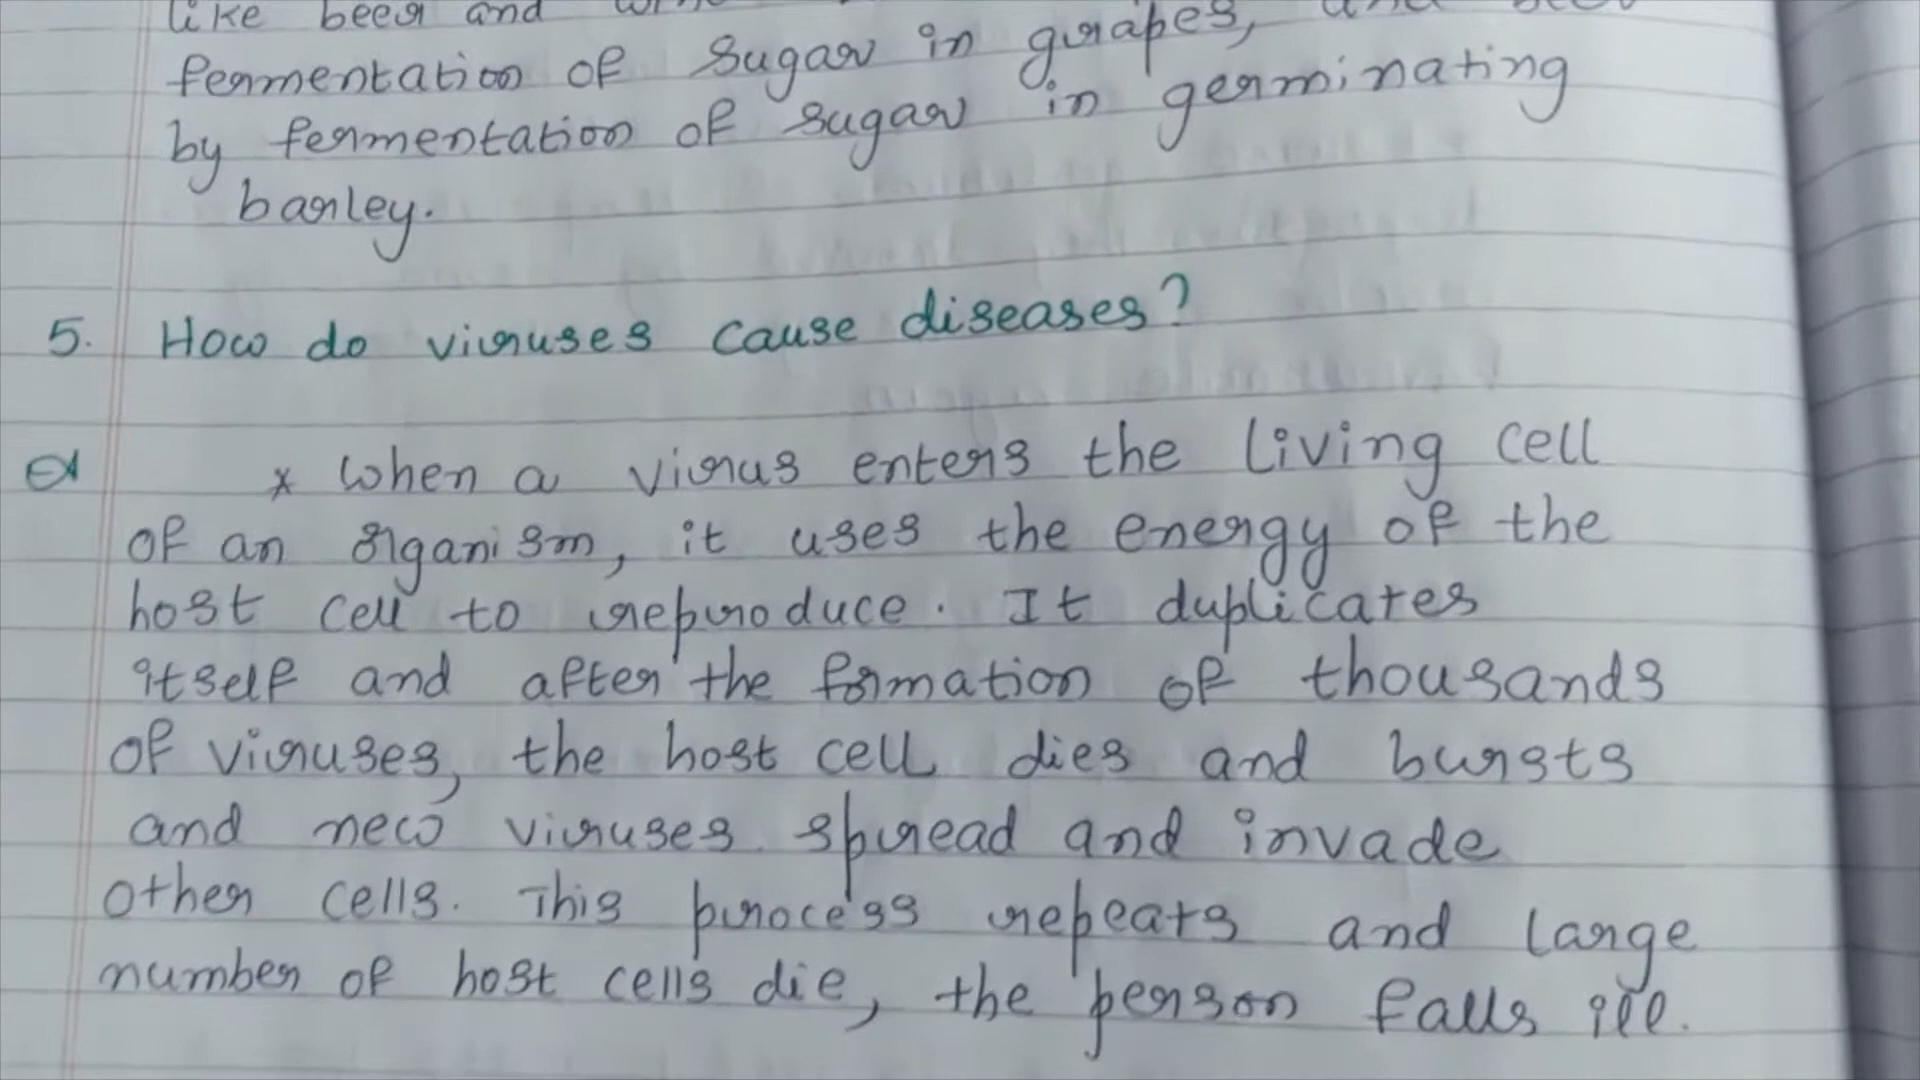 like beer and
fermentation of sugar in grapes,
by fermentation of sugar in germinating
barley.
5. How do viruses cause diseases?
* When a virus enters the living cell
of an organism, it uses the energy of the
host cell to reproduce. It duplicates
itself and after the formation of thousands
of viruses, the host cell dies and bursts
and new viruses spread and invade
other cells. This process repeats and large
number of host cells die, the person falls ill.